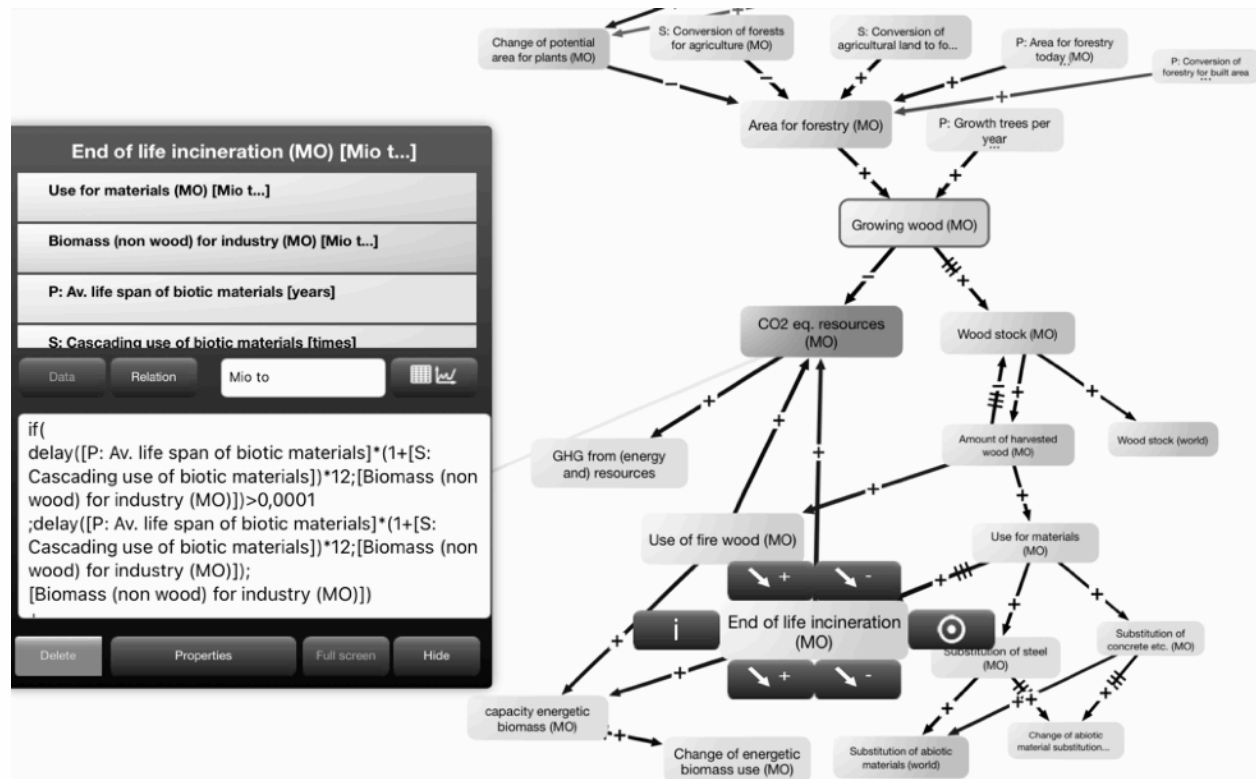 End of life incineration (MO) [Mio t...]
Use for materials (MO) [Mio t...]
Biomass (non wood) for industry (MO) [Mio t...]
P: Av. life span of biotic materials [years]
S: Cascading use of biotic materials [times]
Data
Relation
Mio to
if(
delay([P: Av. life span of biotic materials]*(1+[S:
Cascading use of biotic materials])*12;[Biomass (non
wood) for industry (MO)])>0,0001
;delay([P: Av. life span of biotic materials]*(1+[S:
Cascading use of biotic materials])*12;[Biomass (non
wood) for industry (MO)]);
[Biomass (non wood) for industry (MO)])
Delete
Properties
Full screen
Hide
Change of potential
area for plants (MO)
S: Conversion of forests
for agriculture (MO)
S: Conversion of
agricultural land to fo...
P: Area for forestry
today (MO)
...
P: Conversion of
forestry for built area
...
Area for forestry (MO)
P: Growth trees per
year
...
Growing wood (MO)
CO2 eq. resources
(MO)
Wood stock (MO)
GHG from (energy
and) resources
Amount of harvested
wood (MO)
Wood stock (world)
Use of fire wood (MO)
Use for materials
(MO)
+
-
i
End of life incineration
(MO)
+
-
Substitution of steel
(MO)
Substitution of
concrete etc. (MO)
capacity energetic
biomass (MO)
Change of energetic
biomass use (MO)
Substitution of abiotic
materials (world)
Change of abiotic
material substitution...